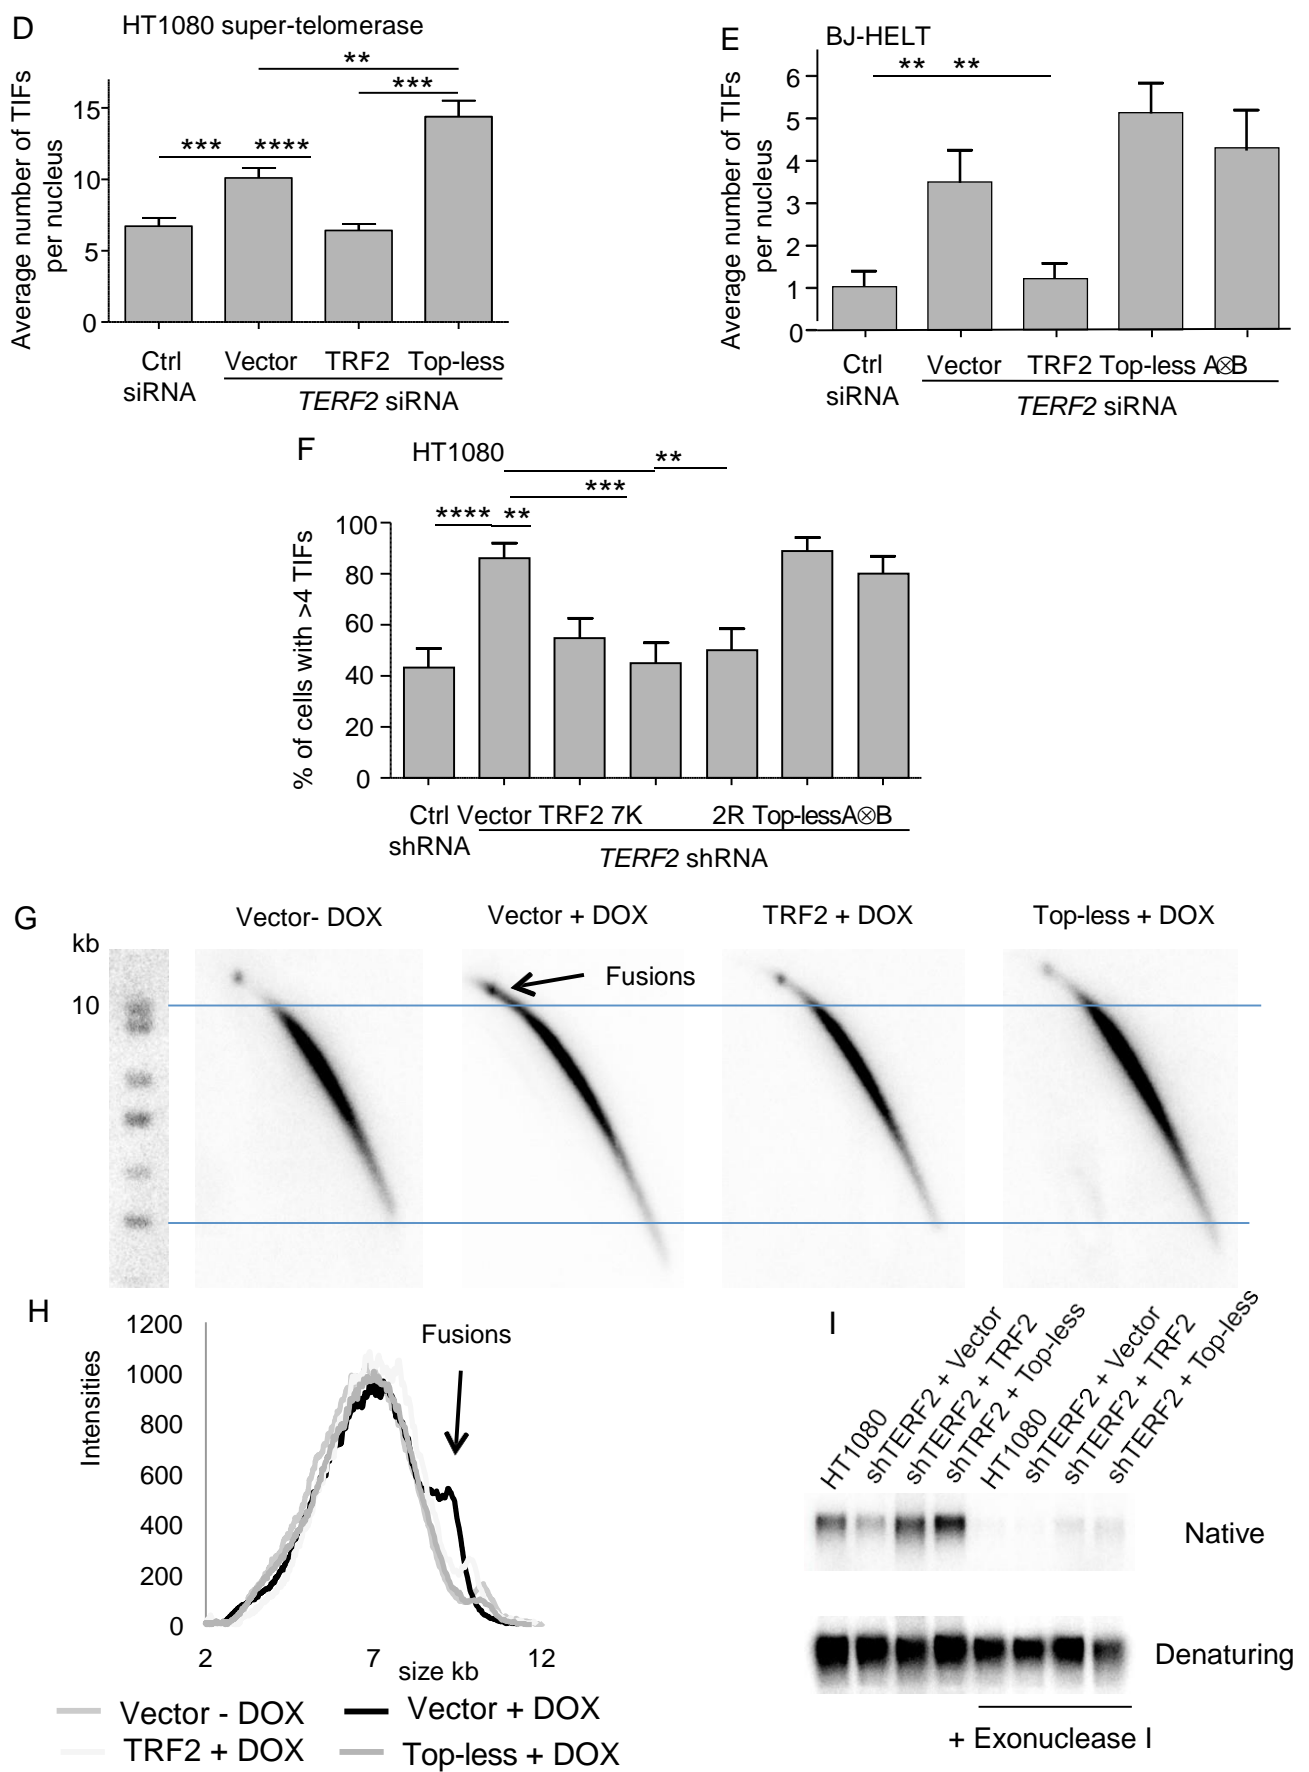 D
HT1080 super-telomerase
Average number of TIFs
per nucleus
15
10
5
0
**
***
*** ****
Ctrl
siRNA
Vector TRF2 Top-less
TERF2 siRNA
E
BJ-HELT
Average number of TIFs
per nucleus
6
5
4
3
2
1
0
** **
Ctrl
siRNA
Vector TRF2 Top-less A⊗B
TERF2 siRNA
F
HT1080
% of cells with >4 TIFs
100
80
60
40
20
0
**
***
**** **
Ctrl Vector TRF2 7K 2R Top-lessA⊗B
shRNA
TERF2 shRNA
G
Vector- DOX Vector + DOX TRF2 + DOX Top-less + DOX
kb
10
Fusions
H
Intensities
1200
1000
800
600
400
200
0
Fusions
2 7 12
size kb
Vector - DOX Vector + DOX
TRF2 + DOX Top-less + DOX
I
HT1080
shTERF2 + Vector
shTERF2 + TRF2
shTRF2 + Top-less
HT1080
shTERF2 + Vector
shTERF2 + TRF2
shTERF2 + Top-less
Native
Denaturing
+ Exonuclease I